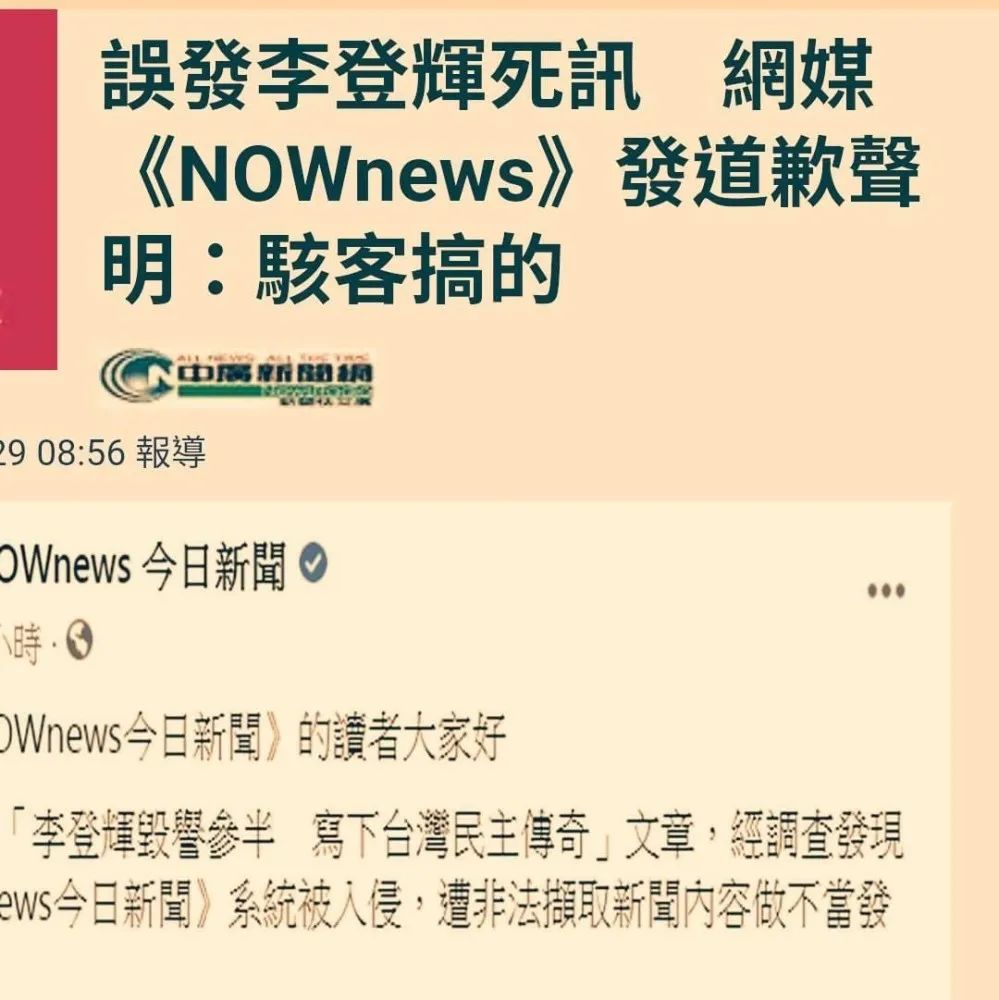 誤發李登輝死訊　網媒
《NOWnews》發道歉聲
明：駭客搞的
ALL NEWS ALL THE TIME
中廣新聞網
29 08:56 報導
OWnews 今日新聞
小時 ·
OWnews今日新聞》的讀者大家好
「李登輝毀譽參半　寫下台灣民主傳奇」文章，經調查發現
ews今日新聞》系統被入侵，遭非法擷取新聞內容做不當發